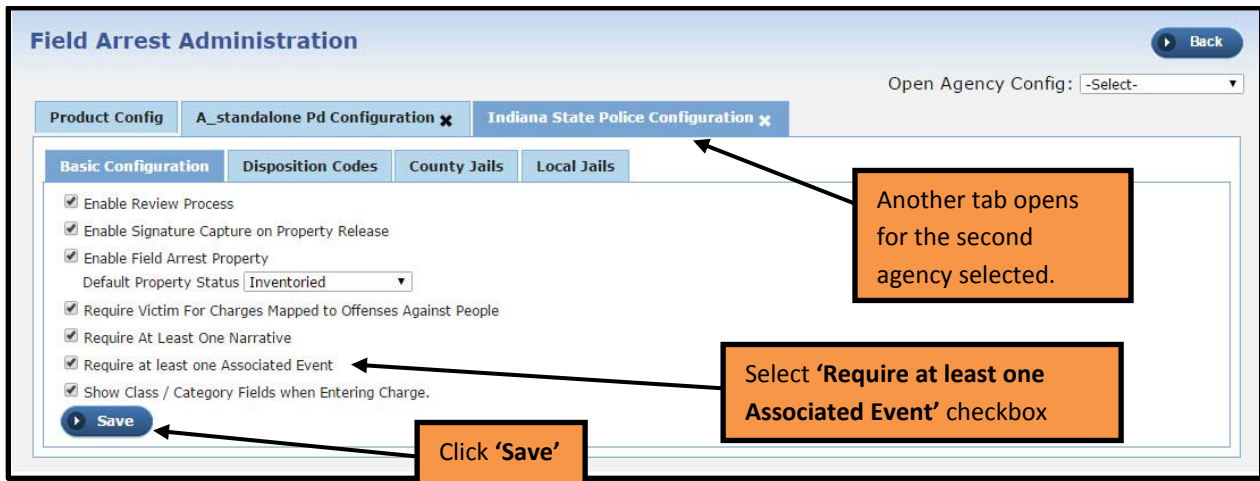 Field Arrest Administration
Back
Open Agency Config: -Select-
Product Config A_standalone Pd Configuration x Indiana State Police Configuration x
Basic Configuration Disposition Codes County Jails Local Jails
Enable Review Process
Enable Signature Capture on Property Release
Enable Field Arrest Property
Default Property Status Inventoried
Require Victim For Charges Mapped to Offenses Against People
Require At Least One Narrative
Require at least one Associated Event
Show Class / Category Fields when Entering Charge.
Save
Another tab opens
for the second
agency selected.
Select ‘Require at least one
Associated Event’ checkbox
Click ‘Save’